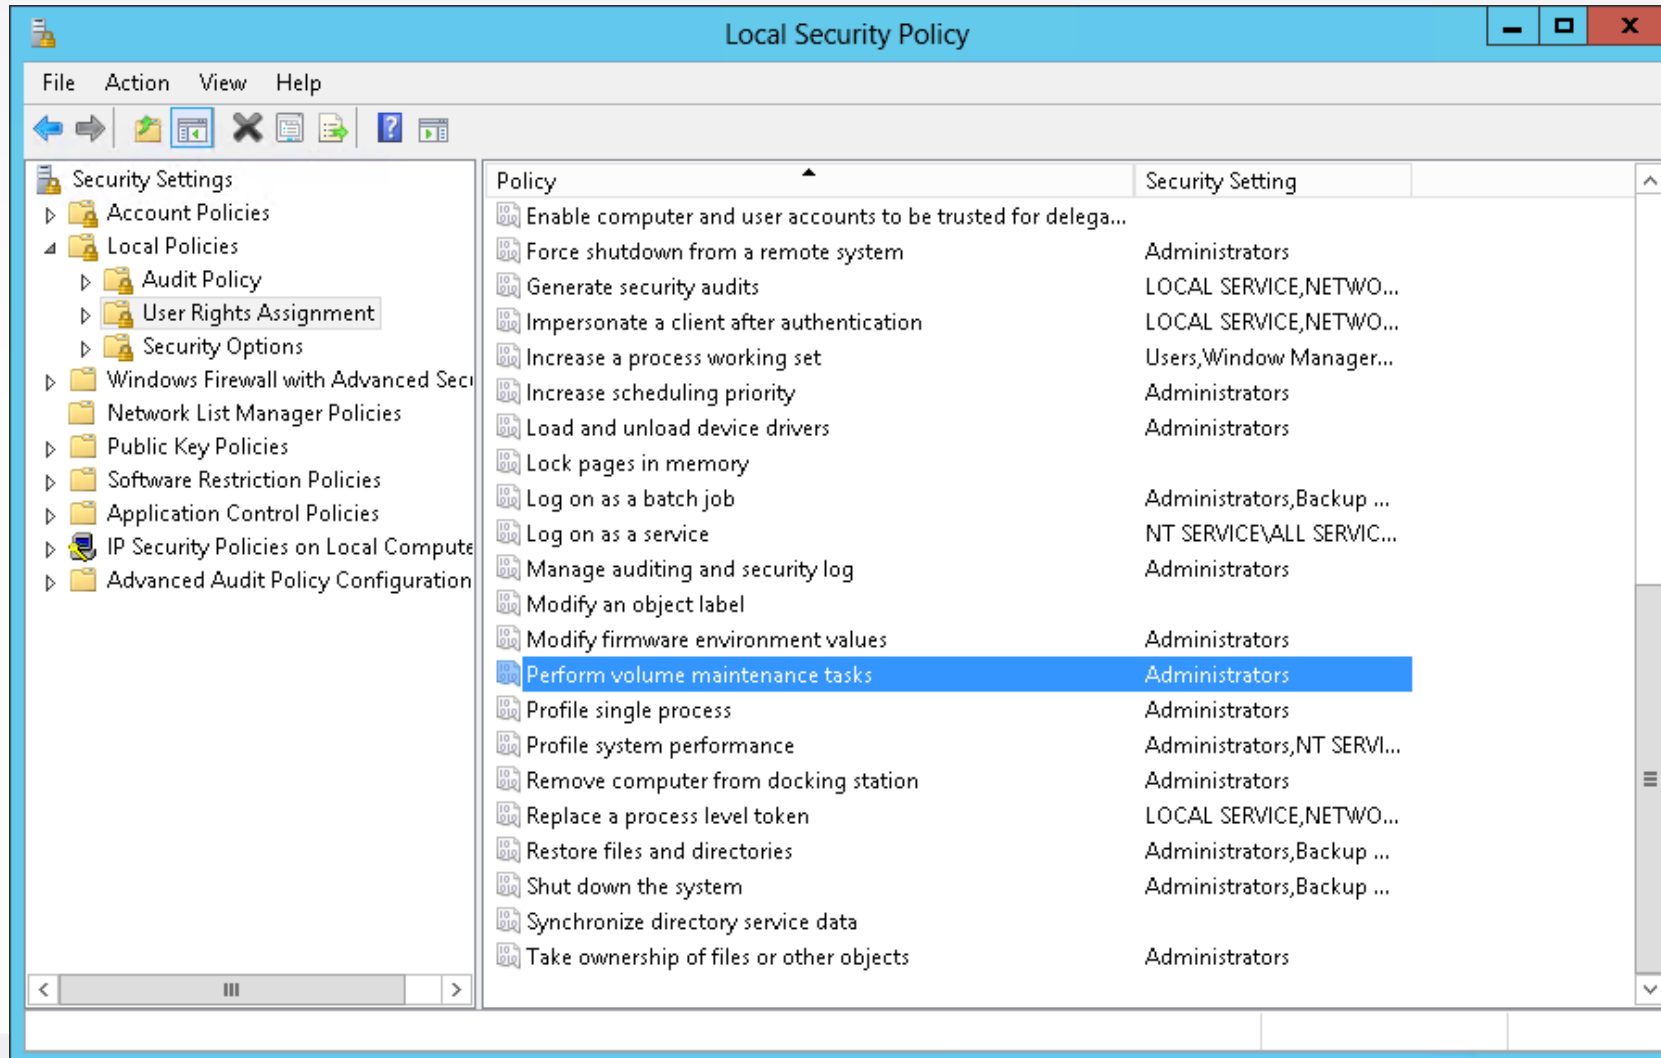 Local Security Policy
File Action View Help
Security Settings
Account Policies
Local Policies
Audit Policy
User Rights Assignment
Security Options
Windows Firewall with Advanced Secu
Network List Manager Policies
Public Key Policies
Software Restriction Policies
Application Control Policies
IP Security Policies on Local Compute
Advanced Audit Policy Configuration
Policy Security Setting
Enable computer and user accounts to be trusted for delega...
Force shutdown from a remote system Administrators
Generate security audits LOCAL SERVICE,NETWO...
Impersonate a client after authentication LOCAL SERVICE,NETWO...
Increase a process working set Users,Window Manager...
Increase scheduling priority Administrators
Load and unload device drivers Administrators
Lock pages in memory
Log on as a batch job Administrators,Backup ...
Log on as a service NT SERVICE\ALL SERVIC...
Manage auditing and security log Administrators
Modify an object label
Modify firmware environment values Administrators
Perform volume maintenance tasks Administrators
Profile single process Administrators
Profile system performance Administrators,NT SERVI...
Remove computer from docking station Administrators
Replace a process level token LOCAL SERVICE,NETWO...
Restore files and directories Administrators,Backup ...
Shut down the system Administrators,Backup ...
Synchronize directory service data
Take ownership of files or other objects Administrators